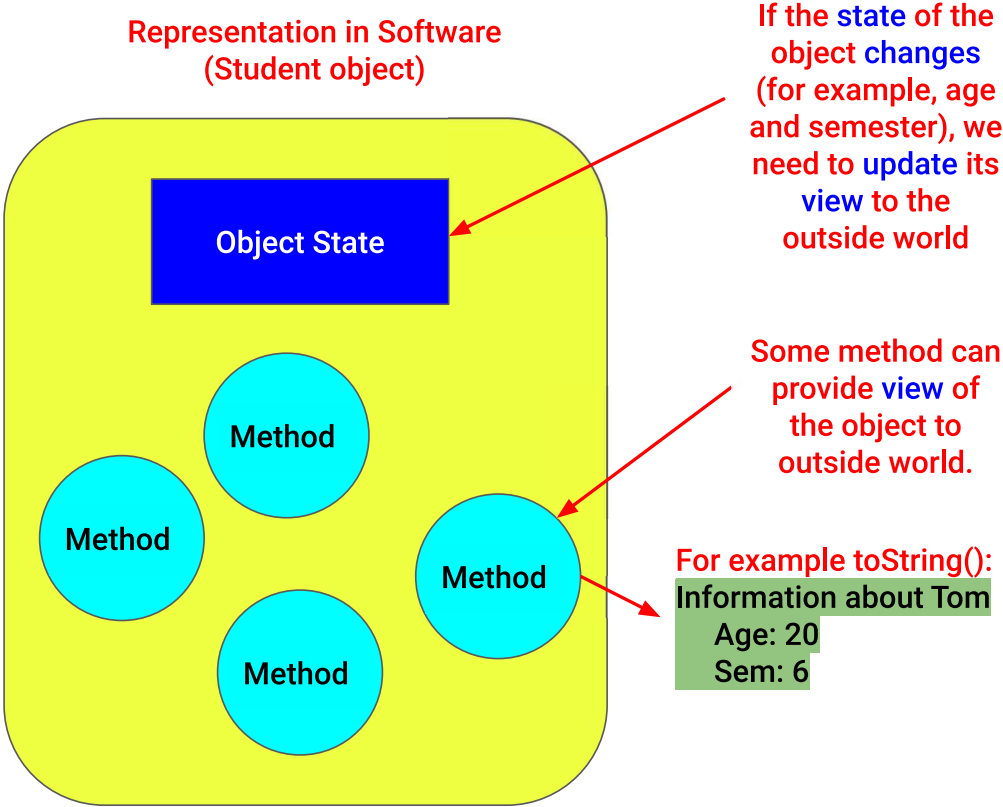 Representation in Software
(Student object)
If the state of the
object changes
(for example, age
and semester), we
need to update its
view to the
outside world
Object State
Some method can
provide view of
the object to
outside world.
Method
Method
Method
Method
For example toString():
Information about Tom
Age: 20
Sem: 6